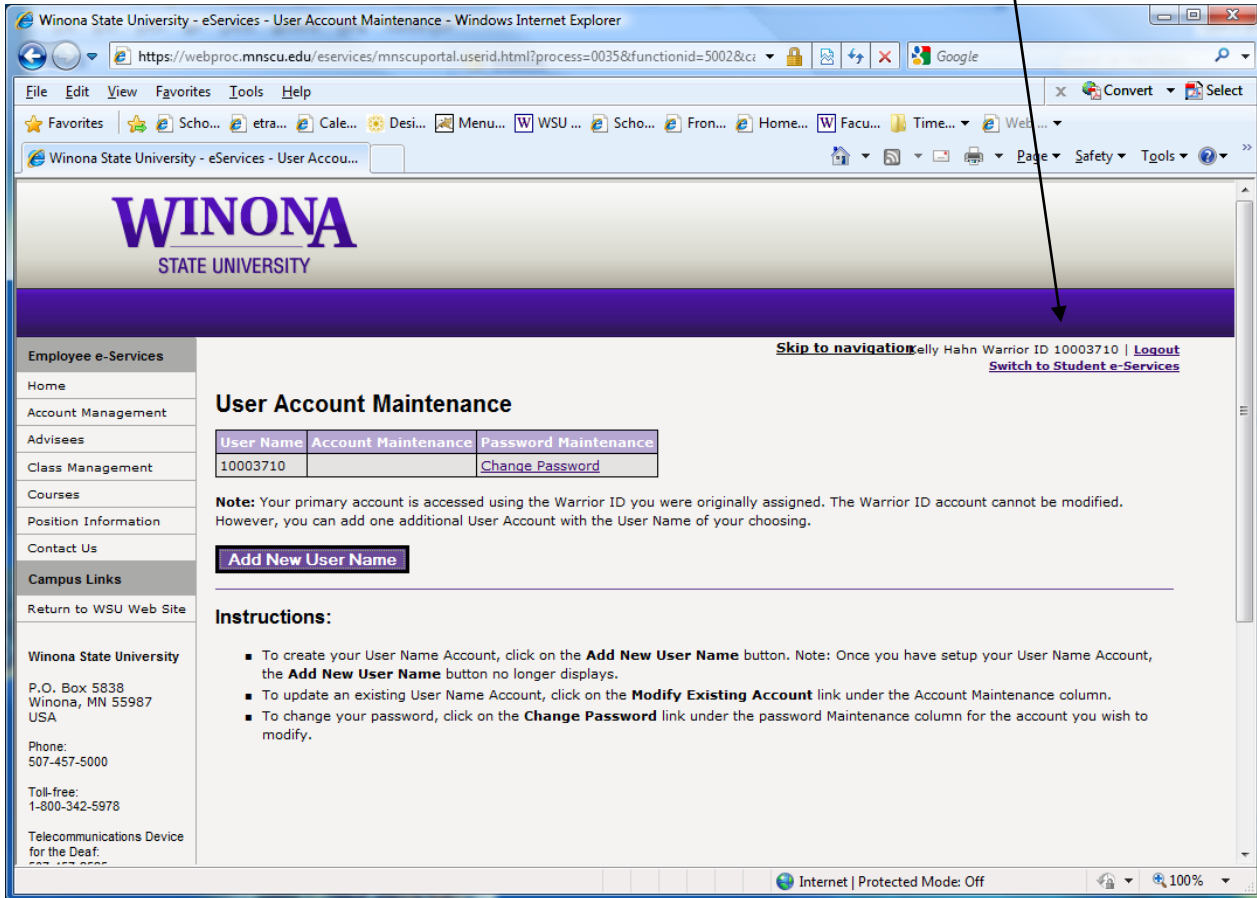 Winona State University - eServices - User Account Maintenance - Windows Internet Explorer
https://webproc.mnscu.edu/eservices/mnscuportal.userid.html?process=0035&functionid=5002&ca
Google
File Edit View Favorites Tools Help
x Convert Select
Favorites Scho... etra... Cale... Desi... Menu... WSU ... Scho... Fron... Home... Facu... Time... Web ...
Winona State University - eServices - User Accou...
Page Safety Tools
WINONA
STATE UNIVERSITY
Skip to navigation elly Hahn Warrior ID 10003710 | Logout
Switch to Student e-Services
Employee e-Services
Home
Account Management
Advisees
Class Management
Courses
Position Information
Contact Us
Campus Links
Return to WSU Web Site
Winona State University
P.O. Box 5838
Winona, MN 55987
USA
Phone:
507-457-5000
Toll-free:
1-800-342-5978
Telecommunications Device
for the Deaf:
User Account Maintenance
User Name Account Maintenance Password Maintenance
10003710 Change Password
Note: Your primary account is accessed using the Warrior ID you were originally assigned. The Warrior ID account cannot be modified.
However, you can add one additional User Account with the User Name of your choosing.
Add New User Name
Instructions:
To create your User Name Account, click on the Add New User Name button. Note: Once you have setup your User Name Account,
the Add New User Name button no longer displays.
To update an existing User Name Account, click on the Modify Existing Account link under the Account Maintenance column.
To change your password, click on the Change Password link under the password Maintenance column for the account you wish to
modify.
Internet | Protected Mode: Off
100%